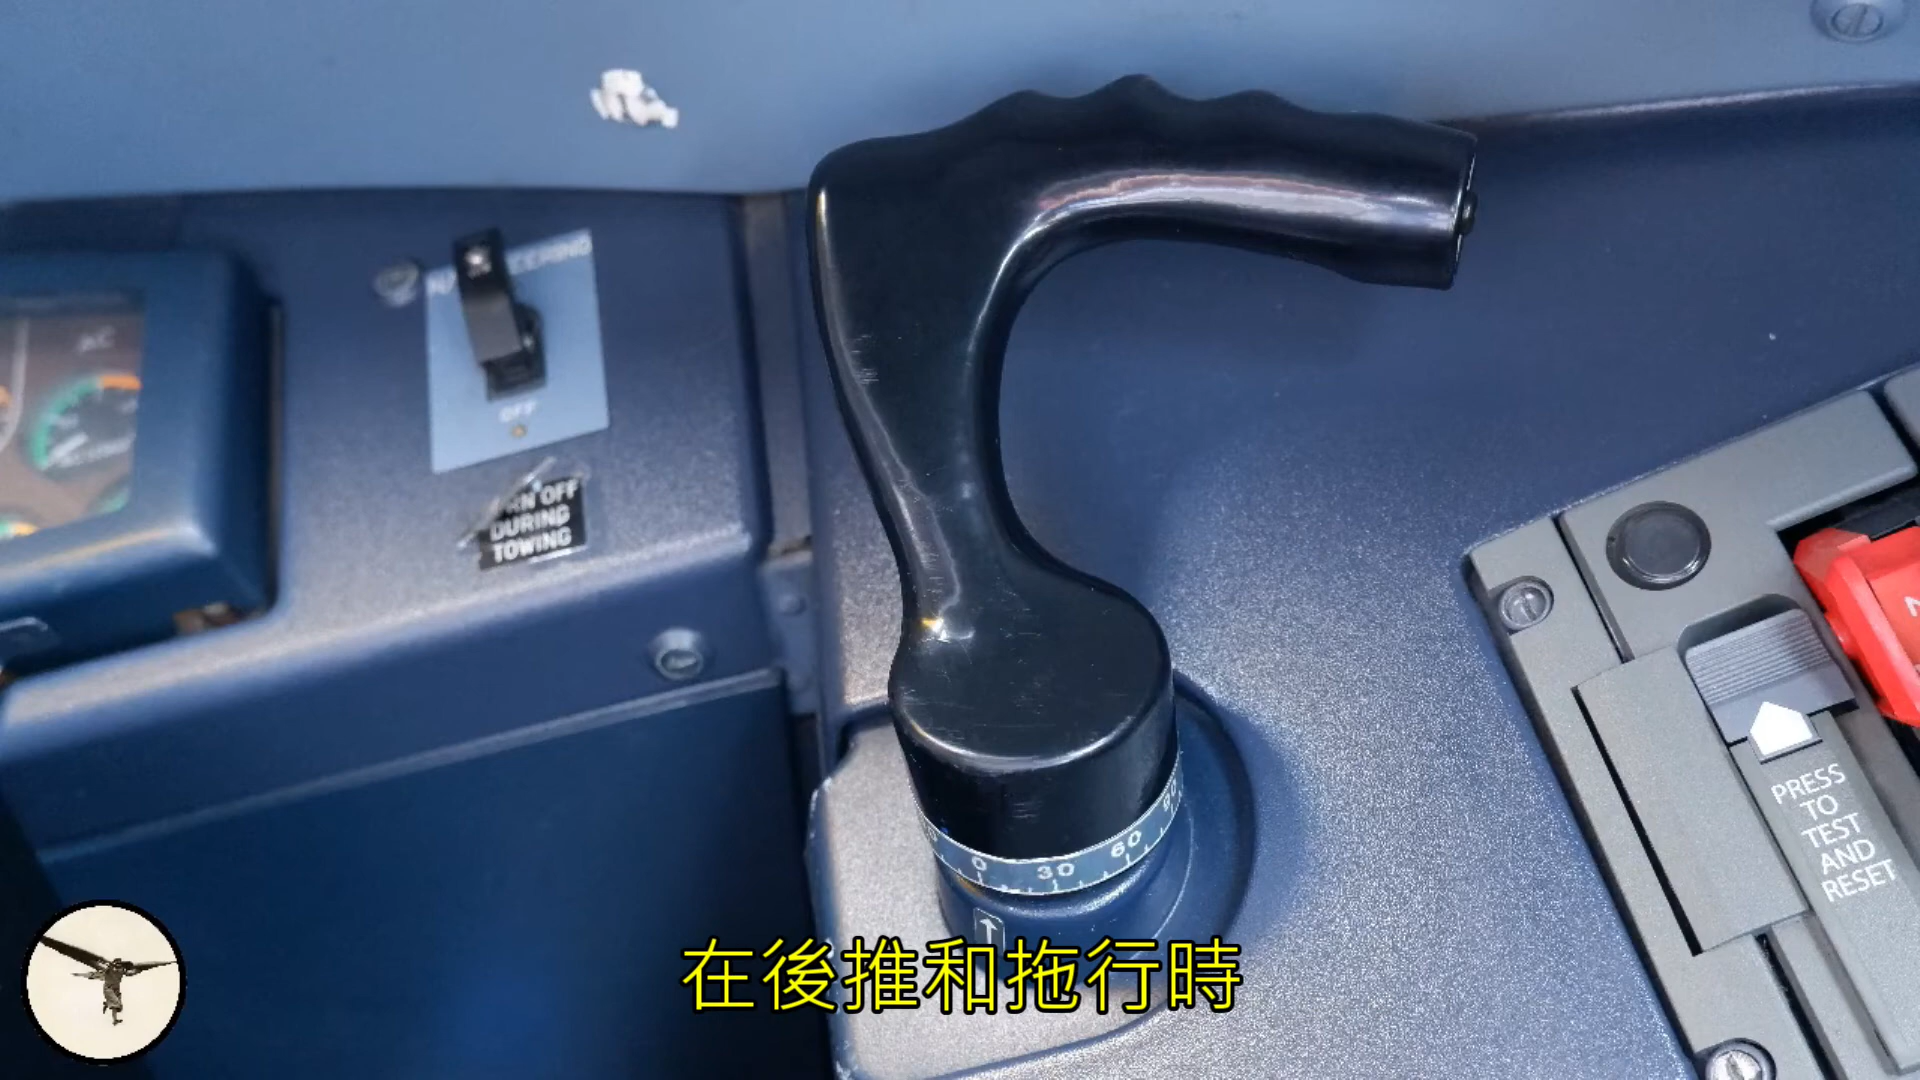 OFF
OFF
DURING
TOWING
0
30
60
90
PRESS
TO
TEST
AND
RESET
在後推和拖行時